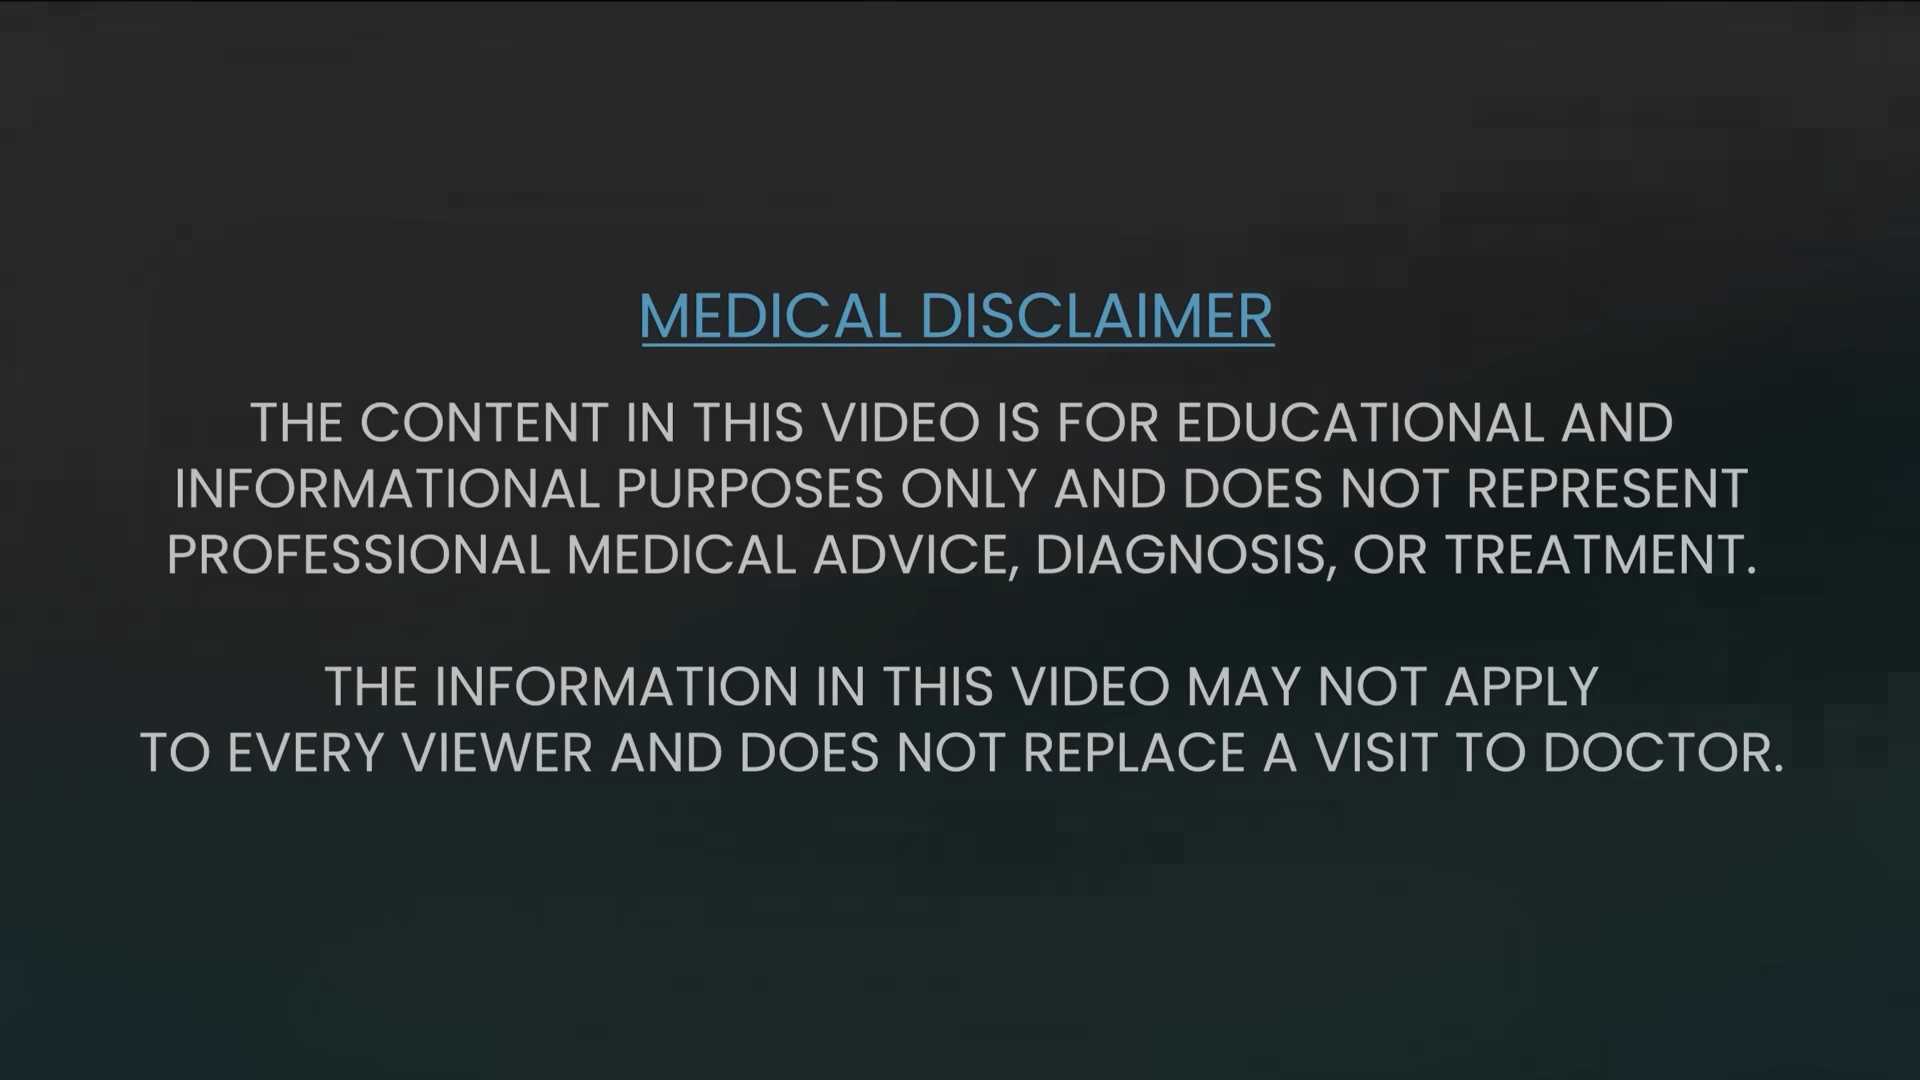 MEDICAL DISCLAIMER
THE CONTENT IN THIS VIDEO IS FOR EDUCATIONAL AND
INFORMATIONAL PURPOSES ONLY AND DOES NOT REPRESENT
PROFESSIONAL MEDICAL ADVICE, DIAGNOSIS, OR TREATMENT.
THE INFORMATION IN THIS VIDEO MAY NOT APPLY
TO EVERY VIEWER AND DOES NOT REPLACE A VISIT TO DOCTOR.